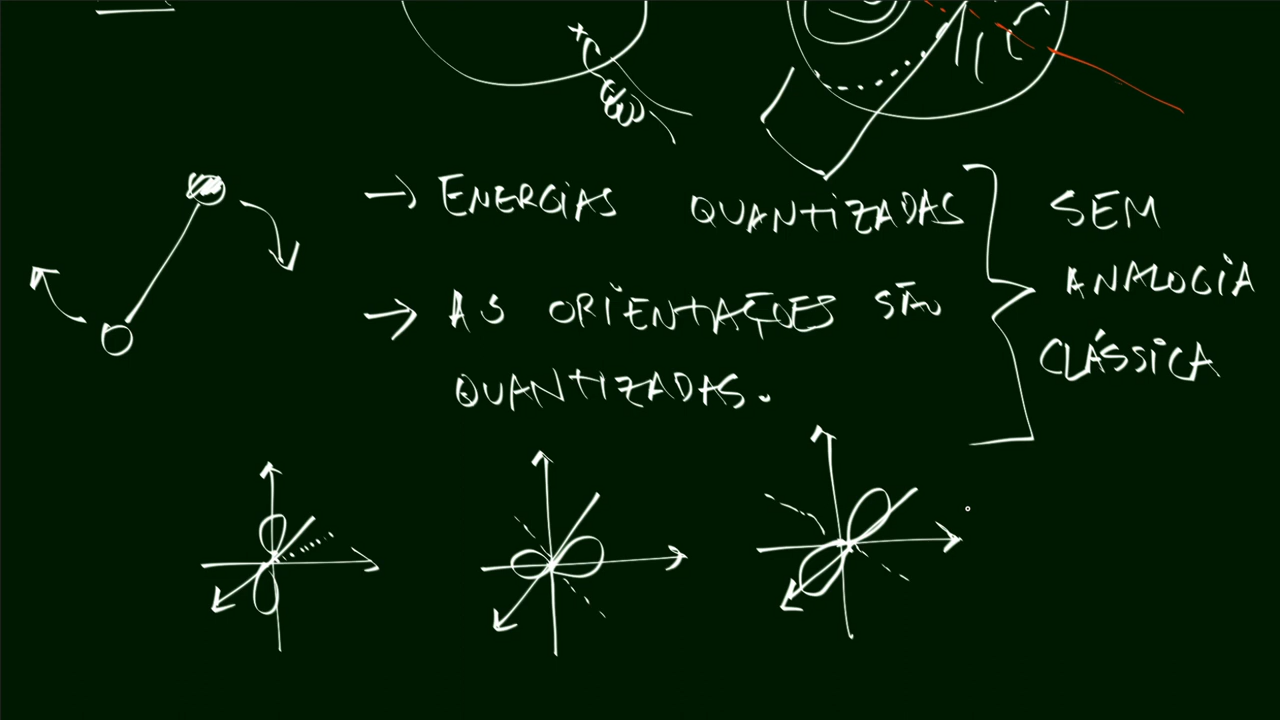 → ENERGIAS QUANTIZADAS
→ AS ORIENTAÇÕES SÃO
QUANTIZADAS.
SEM
ANALOGIA
CLÁSSICA